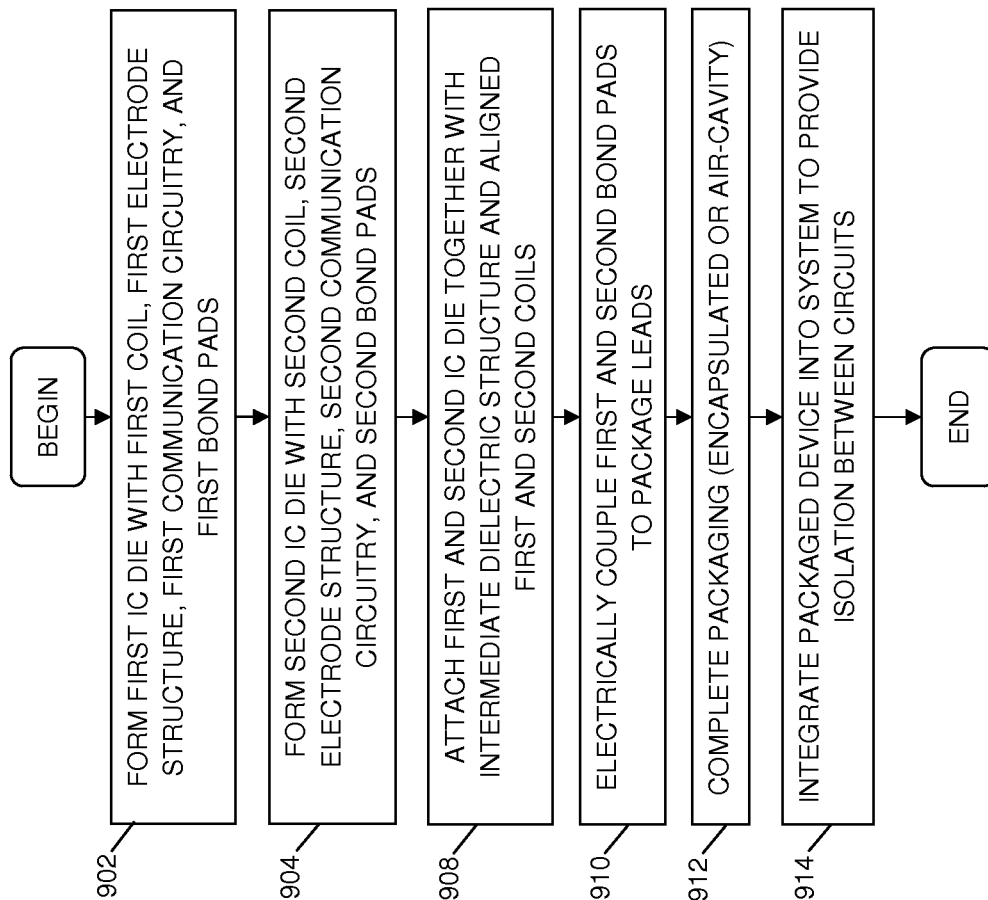 BEGIN
902
FORM FIRST IC DIE WITH FIRST COIL, FIRST ELECTRODE
STRUCTURE, FIRST COMMUNICATION CIRCUITRY, AND
FIRST BOND PADS
904
FORM SECOND IC DIE WITH SECOND COIL, SECOND
ELECTRODE STRUCTURE, SECOND COMMUNICATION
CIRCUITRY, AND SECOND BOND PADS
908
ATTACH FIRST AND SECOND IC DIE TOGETHER WITH
INTERMEDIATE DIELECTRIC STRUCTURE AND ALIGNED
FIRST AND SECOND COILS
910
ELECTRICALLY COUPLE FIRST AND SECOND BOND PADS
TO PACKAGE LEADS
912
COMPLETE PACKAGING (ENCAPSULATED OR AIR-CAVITY)
914
INTEGRATE PACKAGED DEVICE INTO SYSTEM TO PROVIDE
ISOLATION BETWEEN CIRCUITS
END